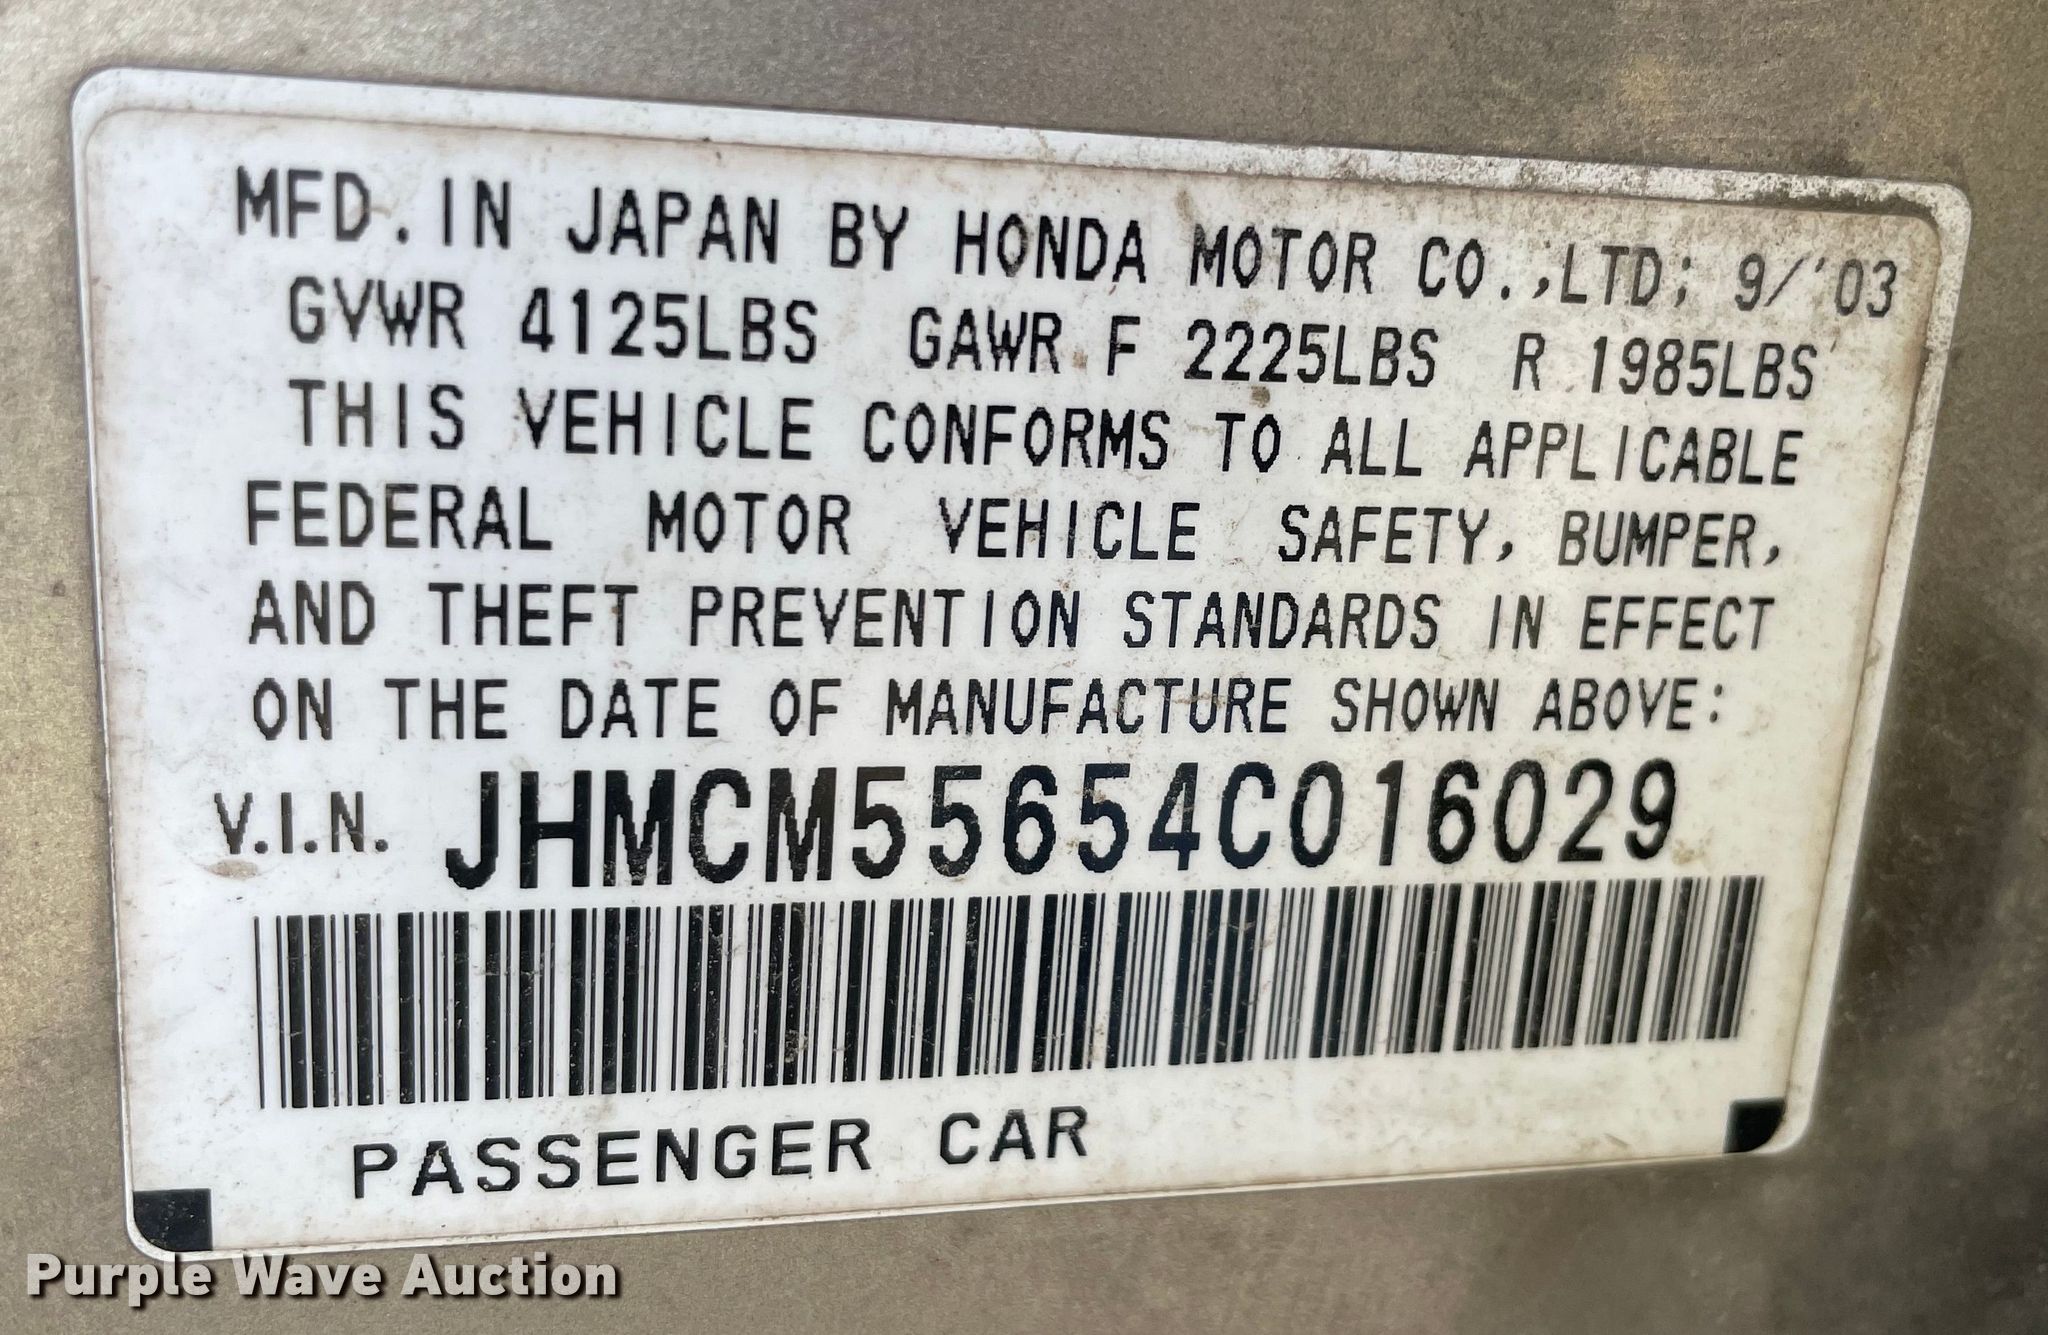 MFD. IN JAPAN BY HONDA MOTOR CO.,LTD; 9/'03
GVWR 4125LBS GAWR F 2225LBS R 1985LBS
THIS VEHICLE CONFORMS TO ALL APPLICABLE
FEDERAL MOTOR VEHICLE SAFETY, BUMPER,
AND THEFT PREVENTION STANDARDS IN EFFECT
ON THE DATE OF MANUFACTURE SHOWN ABOVE:
V.I.N. JHMCM55654C016029
PASSENGER CAR
Purple Wave Auction